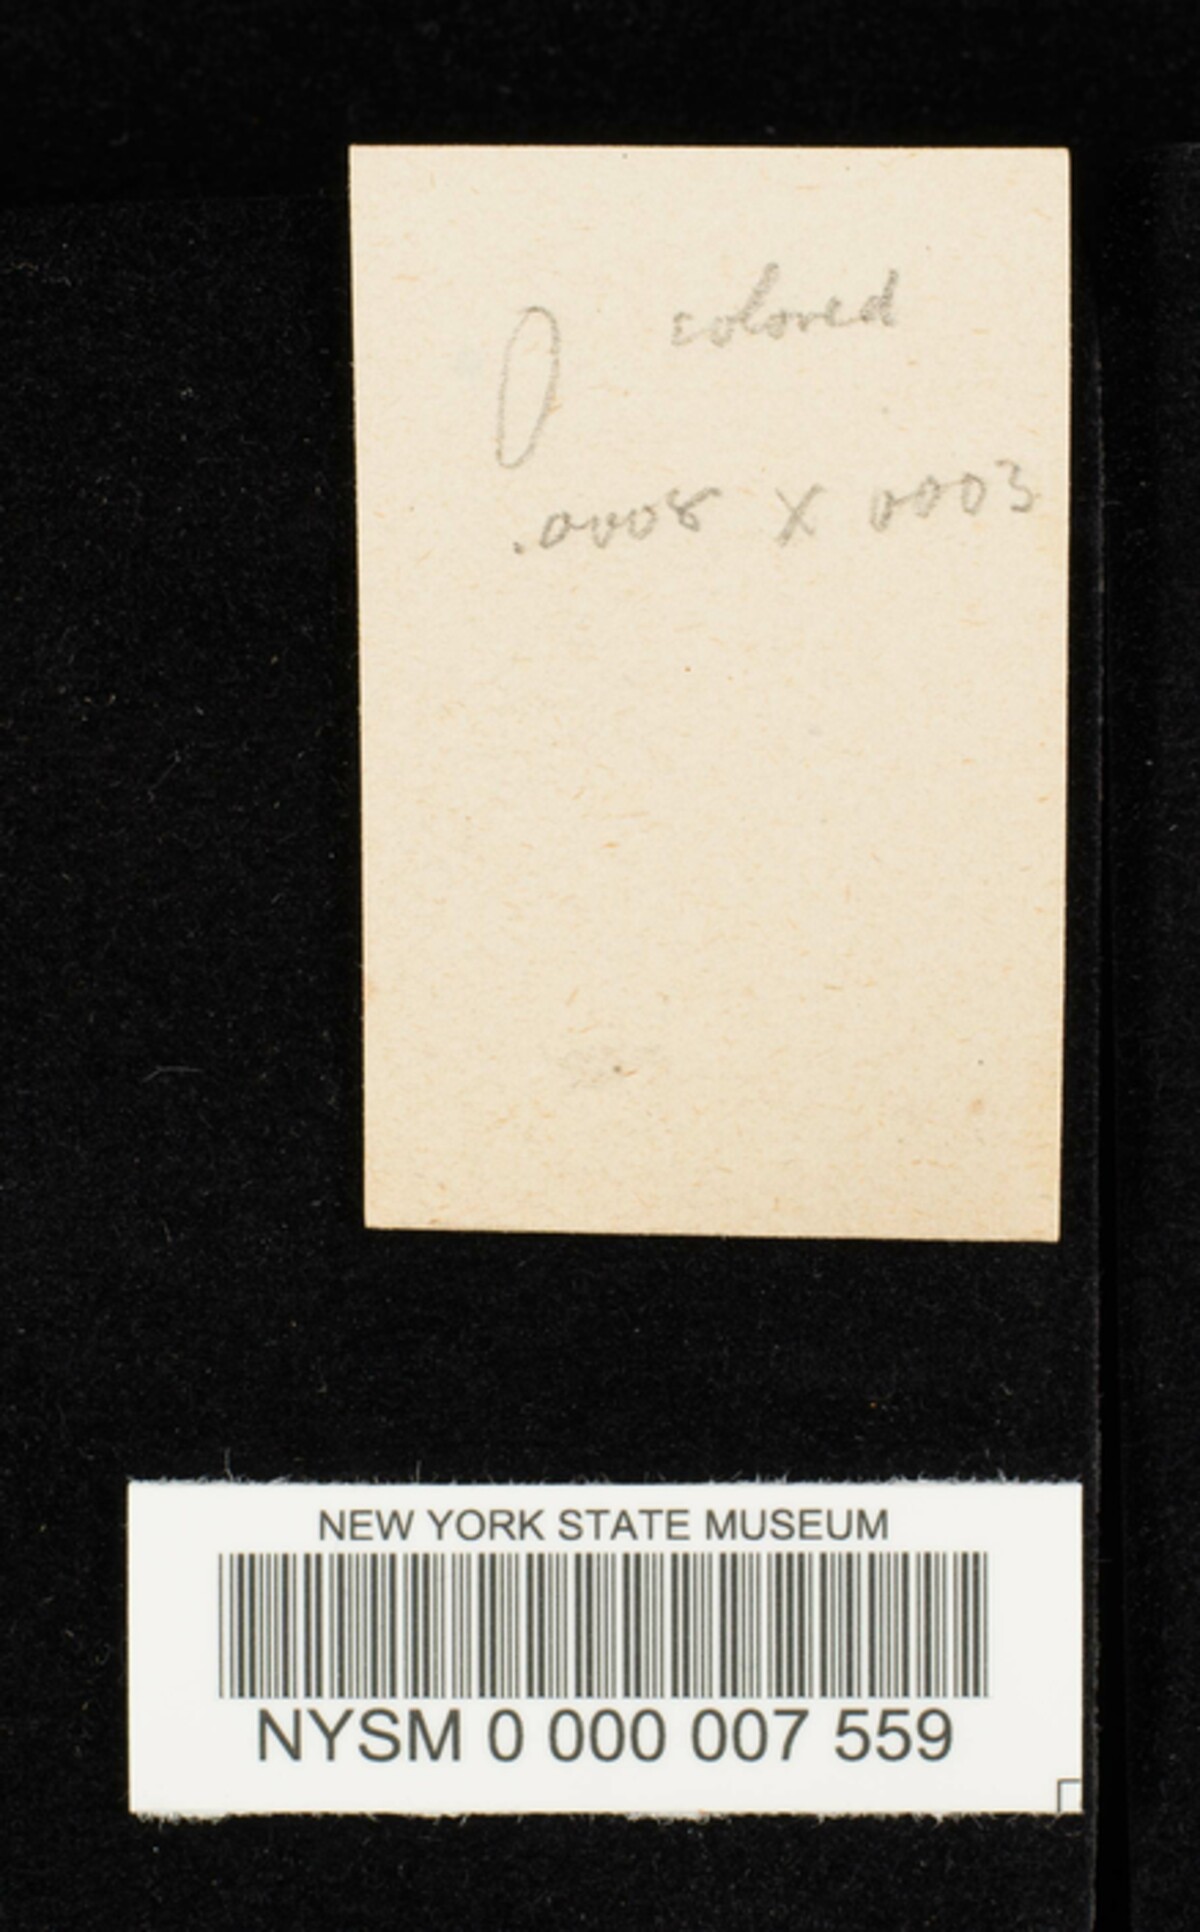 colored
.0008 X 0003
NEW YORK STATE MUSEUM
NYSM 0 000 007 559